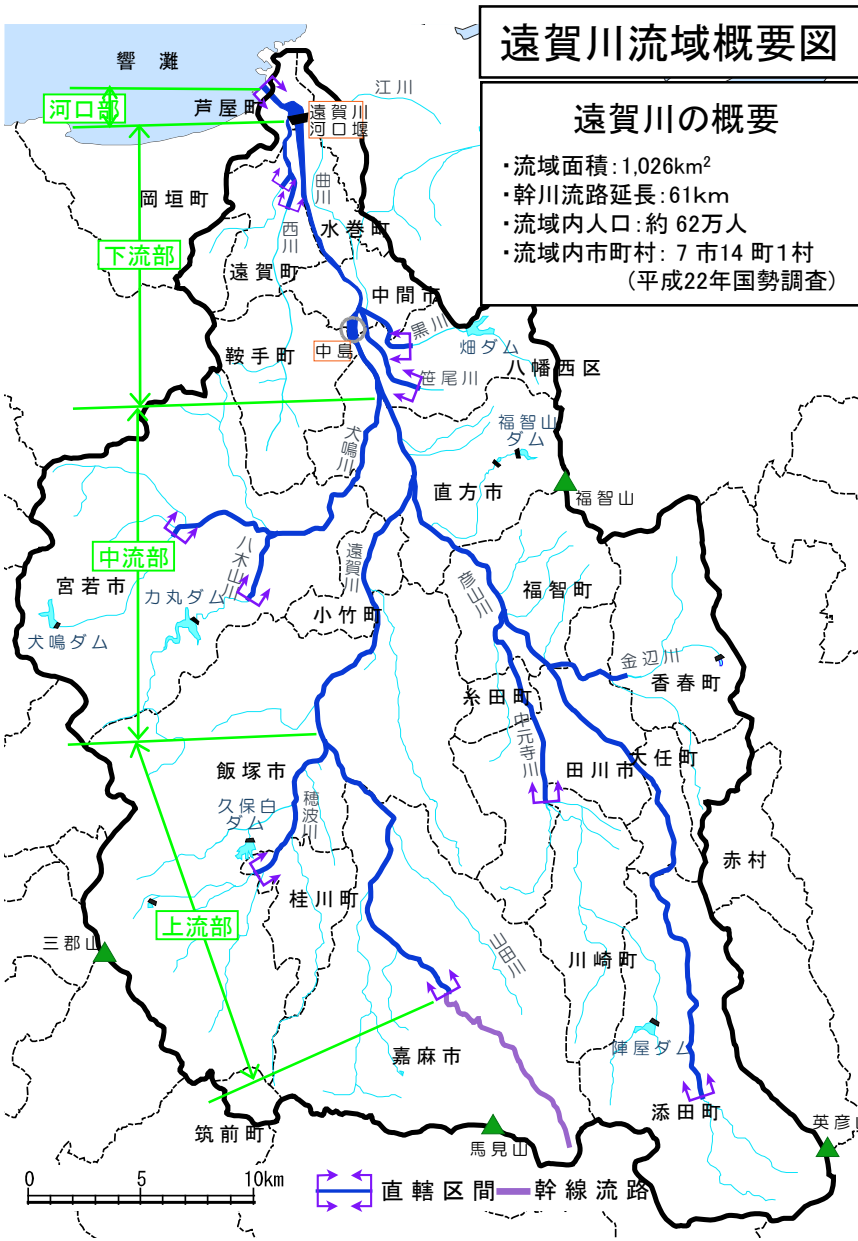 遠賀川流域概要図
遠賀川の概要
・流域面積：1,026km²
・幹川流路延長：61km
・流域内人口：約 62万人
・流域内市町村：７市14 町１村
（平成22年国勢調査）
響灘
河口部
芦屋町
遠賀川
河口堰
江川
岡垣町
曲川
西川
水巻町
下流部
遠賀町
中間市
黒川
畑ダム
鞍手町
中島
八幡西区
笹尾川
福智山
ダム
犬鳴川
直方市
福智山
中流部
八木山川
遠賀川
宮若市
力丸ダム
小竹町
彦山川
福智町
犬鳴ダム
金辺川
香春町
糸田町
中元寺川
飯塚市
田川市
大任町
久保白
ダム
穂波川
赤村
桂川町
上流部
三郡山
山田川
川崎町
嘉麻市
陣屋ダム
添田町
筑前町
馬見山
英彦山
0
5
10km
直轄区間
幹線流路